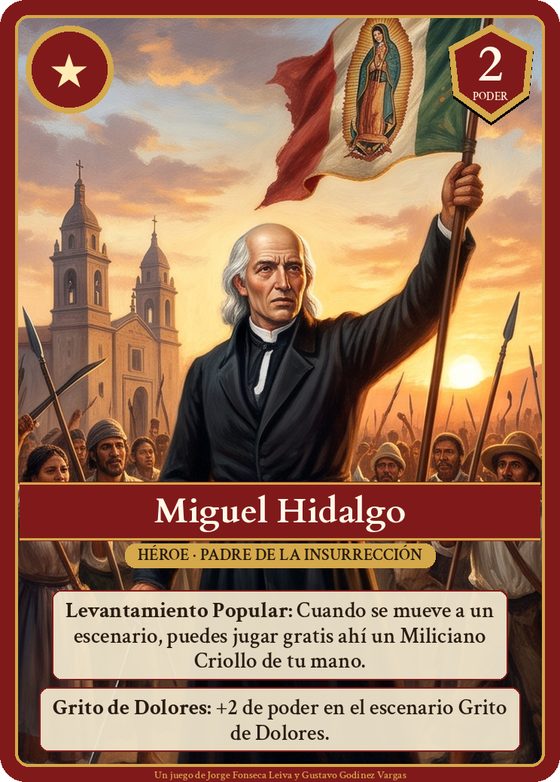 2
PODER
Miguel Hidalgo
HÉROE · PADRE DE LA INSURRECCIÓN
Levantamiento Popular: Cuando se mueve a un
escenario, puedes jugar gratis ahí un Miliciano
Criollo de tu mano.
Grito de Dolores: +2 de poder en el escenario Grito
de Dolores.
Un juego de Jorge Fonseca Leiva y Gustavo Godínez Vargas